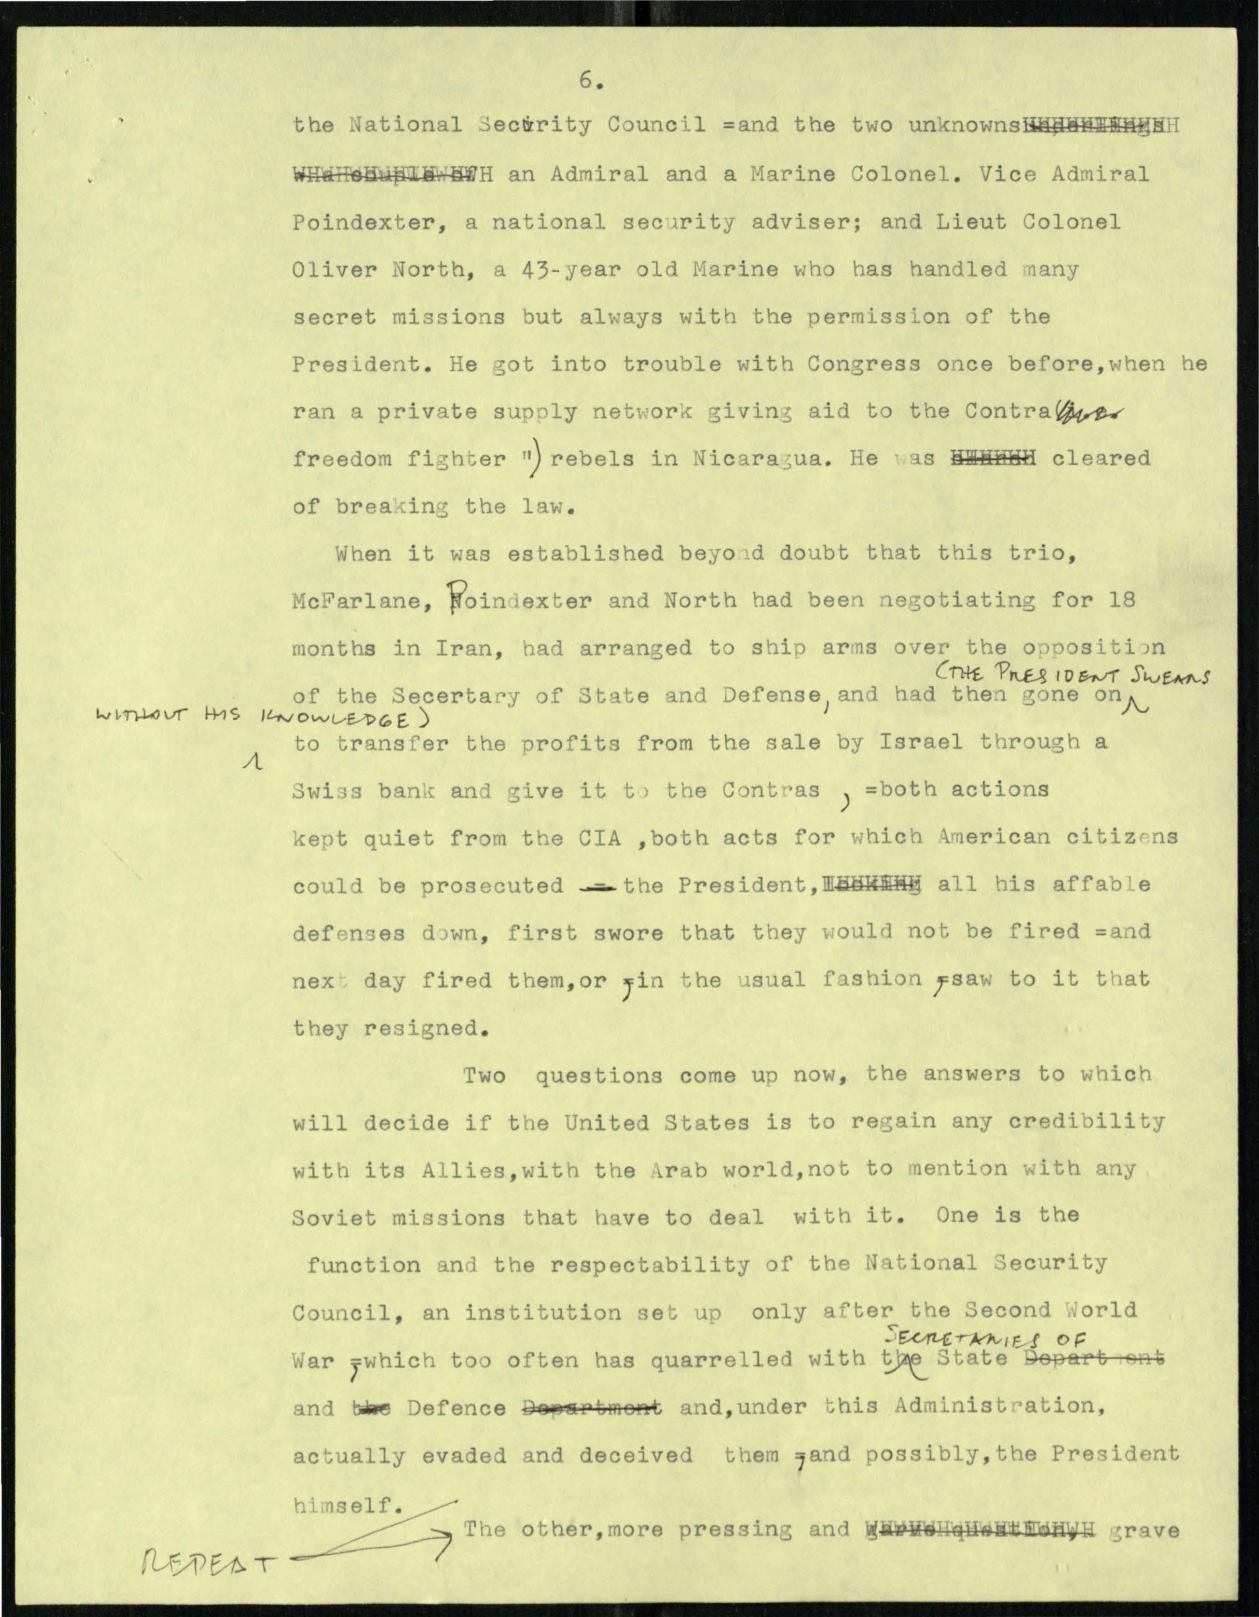 6.
the National Security Council =and the two unknowns
an Admiral and a Marine Colonel. Vice Admiral
Poindexter, a national security adviser; and Lieut Colonel
Oliver North, a 43-year old Marine who has handled many
secret missions but always with the permission of the
President. He got into trouble with Congress once before,when he
ran a private supply network giving aid to the Contra
freedom fighter ") rebels in Nicaragua. He was cleared
of breaking the law.
When it was established beyond doubt that this trio,
McFarlane, Poindexter and North had been negotiating for 18
months in Iran, had arranged to ship arms over the opposition
(THE PRESIDENT SWEARS
of the Secertary of State and Defense, and had then gone on
WITHOUT HIS KNOWLEDGE)
to transfer the profits from the sale by Israel through a
Swiss bank and give it to the Contras , =both actions
kept quiet from the CIA ,both acts for which American citizens
could be prosecuted — the President, all his affable
defenses down, first swore that they would not be fired =and
next day fired them,or ,in the usual fashion ,saw to it that
they resigned.
Two questions come up now, the answers to which
will decide if the United States is to regain any credibility
with its Allies,with the Arab world,not to mention with any
Soviet missions that have to deal with it. One is the
function and the respectability of the National Security
Council, an institution set up only after the Second World
SECRETARIES OF
War ,which too often has quarrelled with the State Department
and the Defence Department and,under this Administration,
actually evaded and deceived them ,and possibly,the President
himself.
The other,more pressing and grave
REPEAT